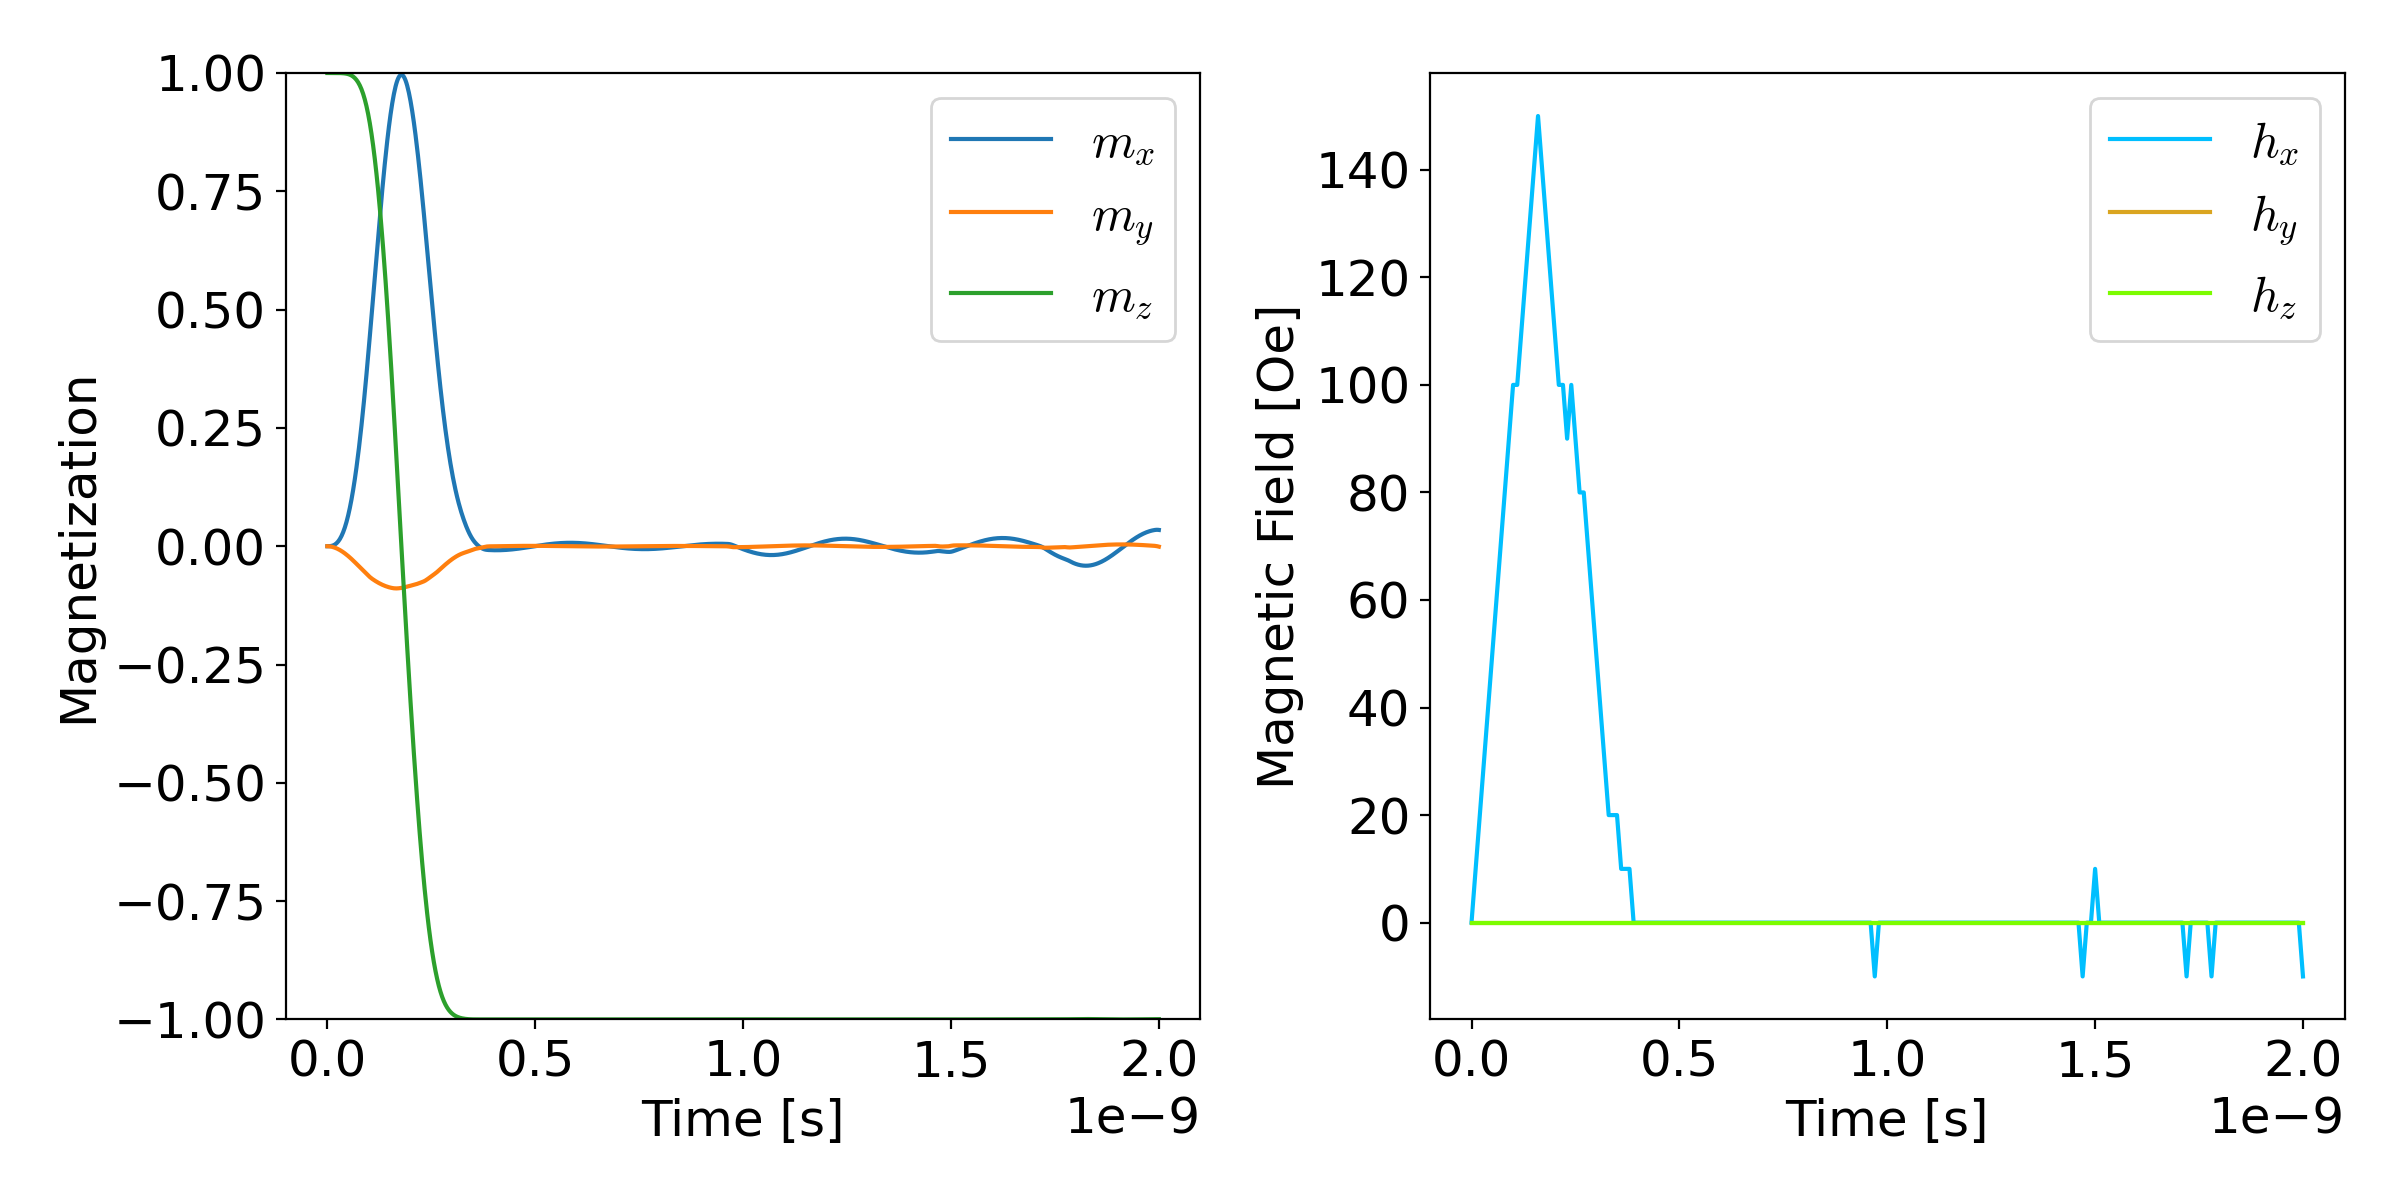 Magnetization
1.00
0.75
0.50
0.25
0.00
−0.25
−0.50
−0.75
−1.00
0.0 0.5 1.0 1.5 2.0
Time [s]
1e−9
m_x
m_y
m_z
Magnetic Field [Oe]
140
120
100
80
60
40
20
0
0.0 0.5 1.0 1.5 2.0
Time [s]
1e−9
h_x
h_y
h_z